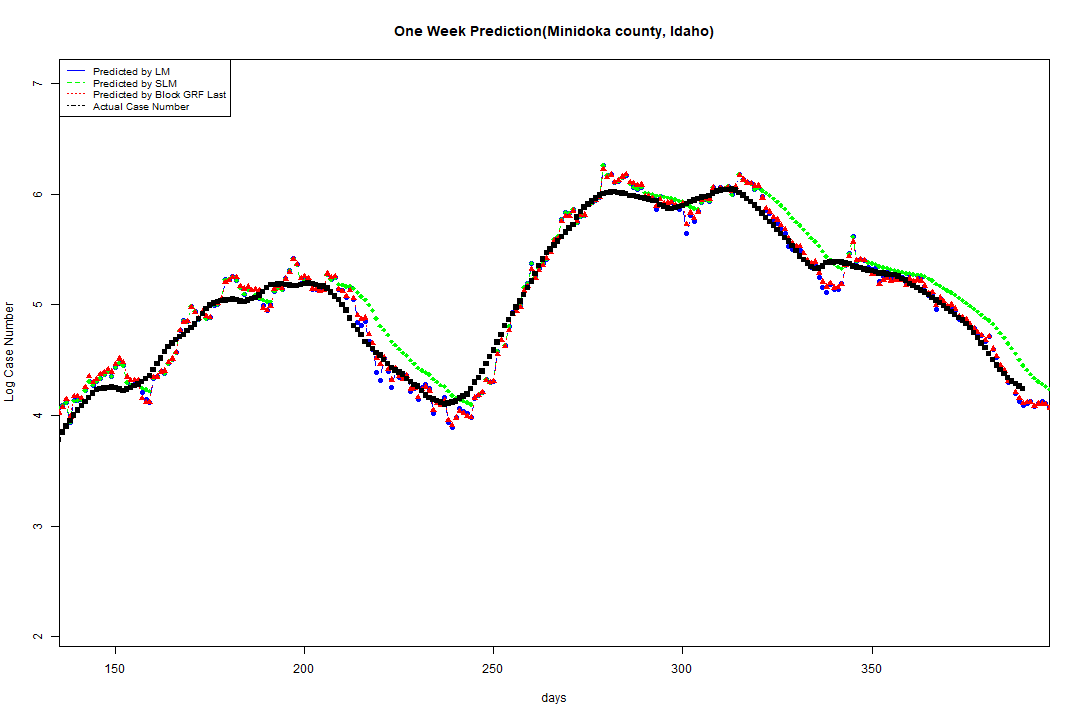 One Week Prediction(Minidoka county, Idaho)
Predicted by LM
Predicted by SLM
Predicted by Block GRF Last
Actual Case Number
7
6
5
4
3
2
Log Case Number
150 200 250 300 350
days